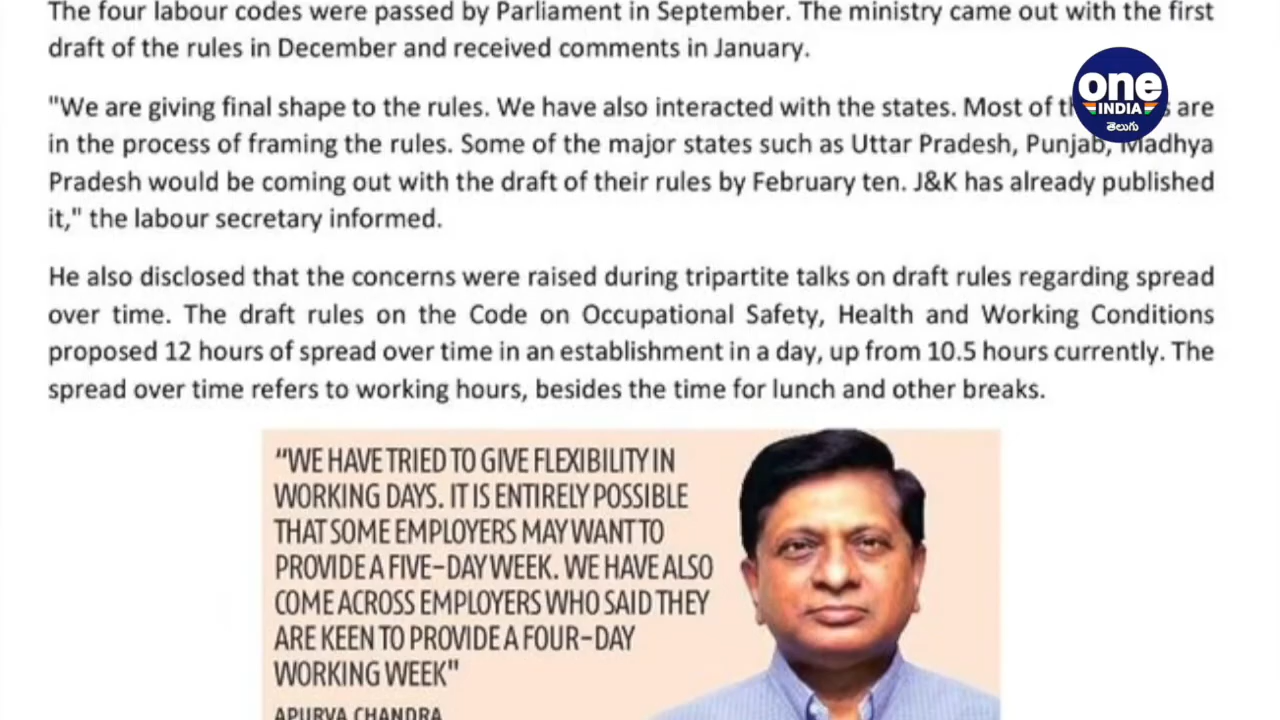 The four labour codes were passed by Parliament in September. The ministry came out with the first
draft of the rules in December and received comments in January.
one
INDIA
తెలుగు
"We are giving final shape to the rules. We have also interacted with the states. Most of are
in the process of framing the rules. Some of the major states such as Uttar Pradesh, Punjab, Madhya
Pradesh would be coming out with the draft of their rules by February ten. J&K has already published
it," the labour secretary informed.
He also disclosed that the concerns were raised during tripartite talks on draft rules regarding spread
over time. The draft rules on the Code on Occupational Safety, Health and Working Conditions
proposed 12 hours of spread over time in an establishment in a day, up from 10.5 hours currently. The
spread over time refers to working hours, besides the time for lunch and other breaks.
"WE HAVE TRIED TO GIVE FLEXIBILITY IN
WORKING DAYS. IT IS ENTIRELY POSSIBLE
THAT SOME EMPLOYERS MAY WANT TO
PROVIDE A FIVE-DAY WEEK. WE HAVE ALSO
COME ACROSS EMPLOYERS WHO SAID THEY
ARE KEEN TO PROVIDE A FOUR-DAY
WORKING WEEK"
APURVA CHANDRA